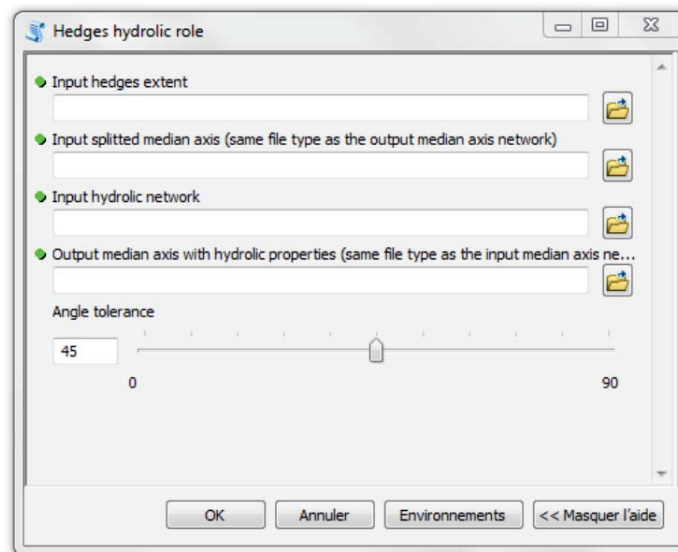 Hedges hydrolic role
Input hedges extent
Input splitted median axis (same file type as the output median axis network)
Input hydrolic network
Output median axis with hydrolic properties (same file type as the input median axis ne...
Angle tolerance
45
0 90
OK Annuler Environnements << Masquer l'aide